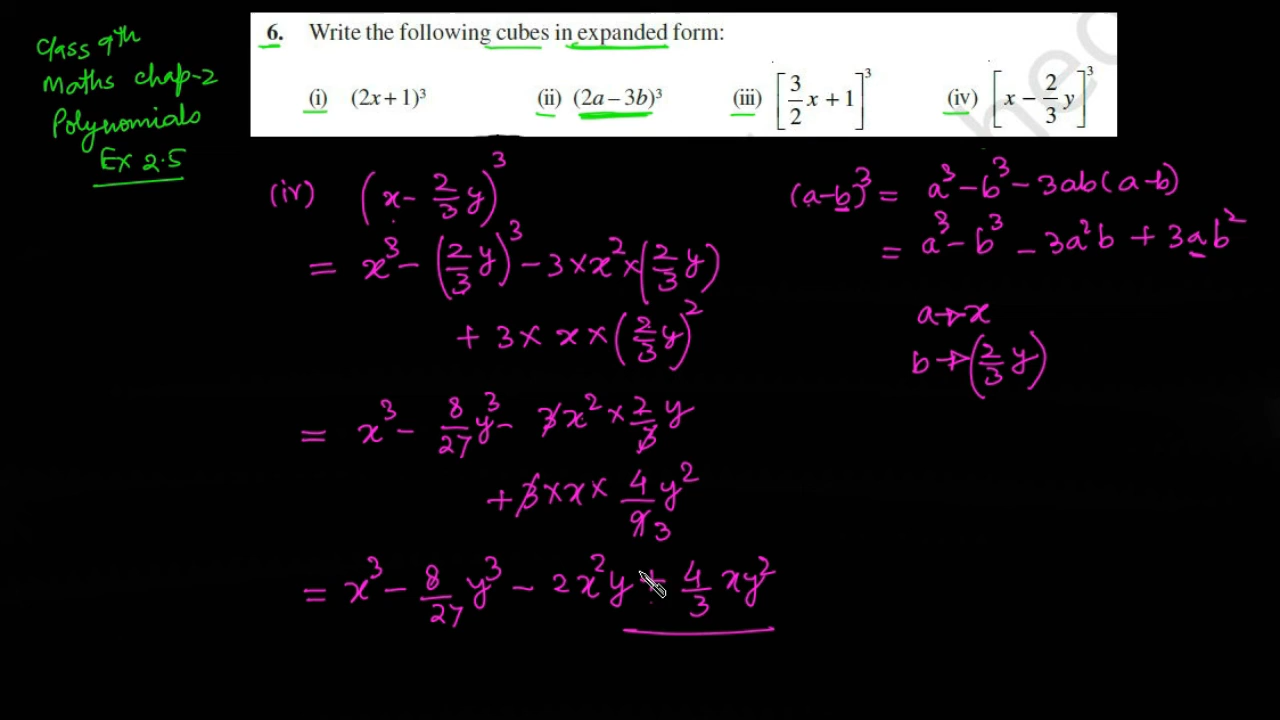 Class 9th
Maths chap-2
Polynomials
Ex 2.5
6. Write the following cubes in expanded form:
(i) (2x + 1)³ (ii) (2a – 3b)³ (iii) [3/2 x + 1]³ (iv) [x − 2/3 y]³
(iv) (x - 2/3 y)³
= x³ - (2/3 y)³ - 3 × x² × (2/3 y)
+ 3 × x × (2/3 y)²
= x³ - 8/27 y³ - 3x² × 2/3 y
+ 3 × x × 4/9 y²
3
= x³ - 8/27 y³ - 2x²y + 4/3 xy²
(a-b)³ = a³ - b³ - 3ab(a-b)
= a³ - b³ - 3a²b + 3ab²
a → x
b → (2/3 y)